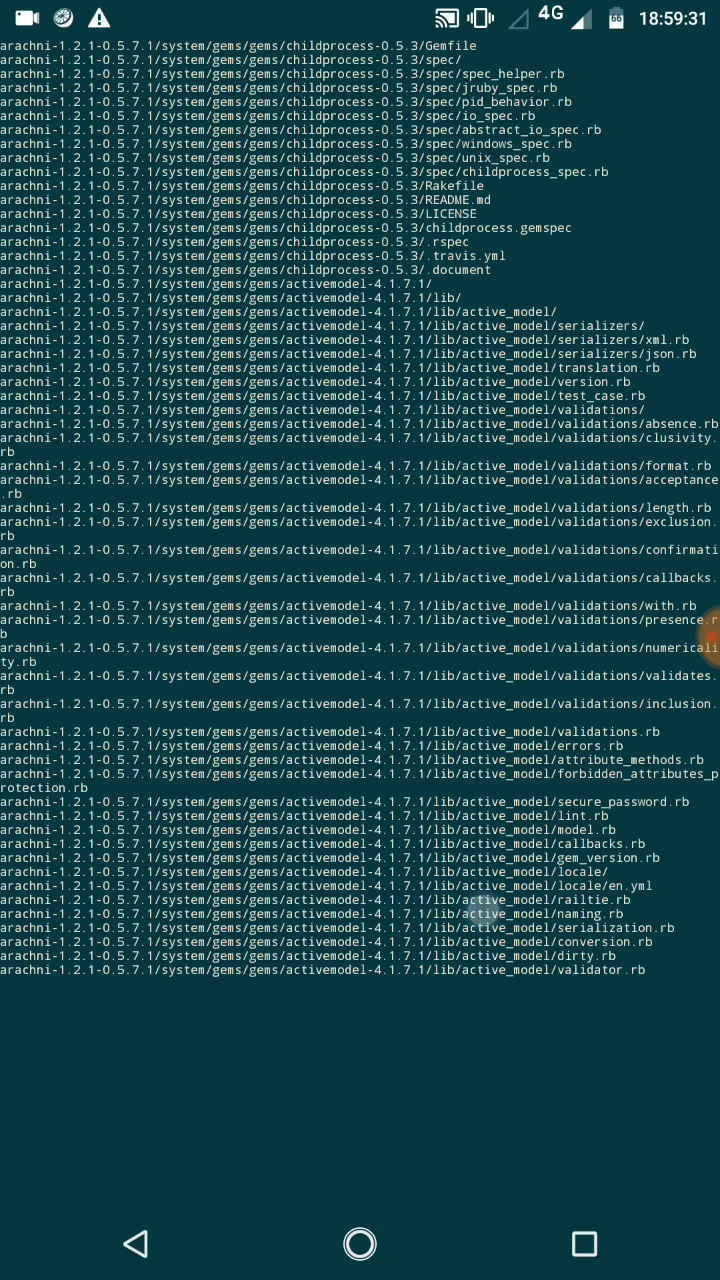 4G 66 18:59:31
arachni-1.2.1-0.5.7.1/system/gems/gems/childprocess-0.5.3/Gemfile
arachni-1.2.1-0.5.7.1/system/gems/gems/childprocess-0.5.3/spec/
arachni-1.2.1-0.5.7.1/system/gems/gems/childprocess-0.5.3/spec/spec_helper.rb
arachni-1.2.1-0.5.7.1/system/gems/gems/childprocess-0.5.3/spec/jruby_spec.rb
arachni-1.2.1-0.5.7.1/system/gems/gems/childprocess-0.5.3/spec/pid_behavior.rb
arachni-1.2.1-0.5.7.1/system/gems/gems/childprocess-0.5.3/spec/io_spec.rb
arachni-1.2.1-0.5.7.1/system/gems/gems/childprocess-0.5.3/spec/abstract_io_spec.rb
arachni-1.2.1-0.5.7.1/system/gems/gems/childprocess-0.5.3/spec/windows_spec.rb
arachni-1.2.1-0.5.7.1/system/gems/gems/childprocess-0.5.3/spec/unix_spec.rb
arachni-1.2.1-0.5.7.1/system/gems/gems/childprocess-0.5.3/spec/childprocess_spec.rb
arachni-1.2.1-0.5.7.1/system/gems/gems/childprocess-0.5.3/Rakefile
arachni-1.2.1-0.5.7.1/system/gems/gems/childprocess-0.5.3/README.md
arachni-1.2.1-0.5.7.1/system/gems/gems/childprocess-0.5.3/LICENSE
arachni-1.2.1-0.5.7.1/system/gems/gems/childprocess-0.5.3/childprocess.gemspec
arachni-1.2.1-0.5.7.1/system/gems/gems/childprocess-0.5.3/.rspec
arachni-1.2.1-0.5.7.1/system/gems/gems/childprocess-0.5.3/.travis.yml
arachni-1.2.1-0.5.7.1/system/gems/gems/childprocess-0.5.3/.document
arachni-1.2.1-0.5.7.1/system/gems/gems/activemodel-4.1.7.1/
arachni-1.2.1-0.5.7.1/system/gems/gems/activemodel-4.1.7.1/lib/
arachni-1.2.1-0.5.7.1/system/gems/gems/activemodel-4.1.7.1/lib/active_model/
arachni-1.2.1-0.5.7.1/system/gems/gems/activemodel-4.1.7.1/lib/active_model/serializers/
arachni-1.2.1-0.5.7.1/system/gems/gems/activemodel-4.1.7.1/lib/active_model/serializers/xml.rb
arachni-1.2.1-0.5.7.1/system/gems/gems/activemodel-4.1.7.1/lib/active_model/serializers/json.rb
arachni-1.2.1-0.5.7.1/system/gems/gems/activemodel-4.1.7.1/lib/active_model/translation.rb
arachni-1.2.1-0.5.7.1/system/gems/gems/activemodel-4.1.7.1/lib/active_model/version.rb
arachni-1.2.1-0.5.7.1/system/gems/gems/activemodel-4.1.7.1/lib/active_model/test_case.rb
arachni-1.2.1-0.5.7.1/system/gems/gems/activemodel-4.1.7.1/lib/active_model/validations/
arachni-1.2.1-0.5.7.1/system/gems/gems/activemodel-4.1.7.1/lib/active_model/validations/absence.rb
arachni-1.2.1-0.5.7.1/system/gems/gems/activemodel-4.1.7.1/lib/active_model/validations/clusivity.
rb
arachni-1.2.1-0.5.7.1/system/gems/gems/activemodel-4.1.7.1/lib/active_model/validations/format.rb
arachni-1.2.1-0.5.7.1/system/gems/gems/activemodel-4.1.7.1/lib/active_model/validations/acceptance
.rb
arachni-1.2.1-0.5.7.1/system/gems/gems/activemodel-4.1.7.1/lib/active_model/validations/length.rb
arachni-1.2.1-0.5.7.1/system/gems/gems/activemodel-4.1.7.1/lib/active_model/validations/exclusion.
rb
arachni-1.2.1-0.5.7.1/system/gems/gems/activemodel-4.1.7.1/lib/active_model/validations/confirmati
on.rb
arachni-1.2.1-0.5.7.1/system/gems/gems/activemodel-4.1.7.1/lib/active_model/validations/callbacks.
rb
arachni-1.2.1-0.5.7.1/system/gems/gems/activemodel-4.1.7.1/lib/active_model/validations/with.rb
arachni-1.2.1-0.5.7.1/system/gems/gems/activemodel-4.1.7.1/lib/active_model/validations/presence.r
b
arachni-1.2.1-0.5.7.1/system/gems/gems/activemodel-4.1.7.1/lib/active_model/validations/numericali
ty.rb
arachni-1.2.1-0.5.7.1/system/gems/gems/activemodel-4.1.7.1/lib/active_model/validations/validates.
rb
arachni-1.2.1-0.5.7.1/system/gems/gems/activemodel-4.1.7.1/lib/active_model/validations/inclusion.
rb
arachni-1.2.1-0.5.7.1/system/gems/gems/activemodel-4.1.7.1/lib/active_model/validations.rb
arachni-1.2.1-0.5.7.1/system/gems/gems/activemodel-4.1.7.1/lib/active_model/errors.rb
arachni-1.2.1-0.5.7.1/system/gems/gems/activemodel-4.1.7.1/lib/active_model/attribute_methods.rb
arachni-1.2.1-0.5.7.1/system/gems/gems/activemodel-4.1.7.1/lib/active_model/forbidden_attributes_p
rotection.rb
arachni-1.2.1-0.5.7.1/system/gems/gems/activemodel-4.1.7.1/lib/active_model/secure_password.rb
arachni-1.2.1-0.5.7.1/system/gems/gems/activemodel-4.1.7.1/lib/active_model/lint.rb
arachni-1.2.1-0.5.7.1/system/gems/gems/activemodel-4.1.7.1/lib/active_model/model.rb
arachni-1.2.1-0.5.7.1/system/gems/gems/activemodel-4.1.7.1/lib/active_model/callbacks.rb
arachni-1.2.1-0.5.7.1/system/gems/gems/activemodel-4.1.7.1/lib/active_model/gem_version.rb
arachni-1.2.1-0.5.7.1/system/gems/gems/activemodel-4.1.7.1/lib/active_model/locale/
arachni-1.2.1-0.5.7.1/system/gems/gems/activemodel-4.1.7.1/lib/active_model/locale/en.yml
arachni-1.2.1-0.5.7.1/system/gems/gems/activemodel-4.1.7.1/lib/active_model/railtie.rb
arachni-1.2.1-0.5.7.1/system/gems/gems/activemodel-4.1.7.1/lib/active_model/naming.rb
arachni-1.2.1-0.5.7.1/system/gems/gems/activemodel-4.1.7.1/lib/active_model/serialization.rb
arachni-1.2.1-0.5.7.1/system/gems/gems/activemodel-4.1.7.1/lib/active_model/conversion.rb
arachni-1.2.1-0.5.7.1/system/gems/gems/activemodel-4.1.7.1/lib/active_model/dirty.rb
arachni-1.2.1-0.5.7.1/system/gems/gems/activemodel-4.1.7.1/lib/active_model/validator.rb